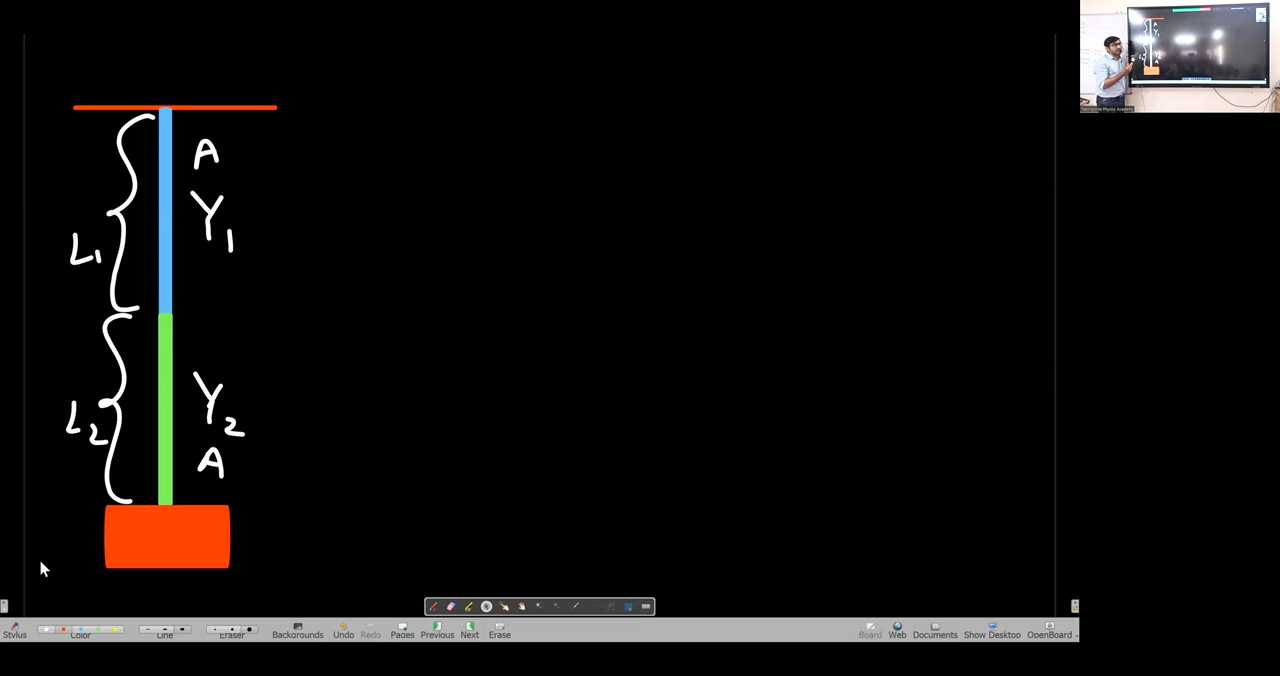 A
Y1
L1
Y2
L2
A
Stylus
Color
Line
Eraser
Backgrounds
Undo
Redo
Pages
Previous
Next
Erase
Board
Web
Documents
Show Desktop
OpenBoard